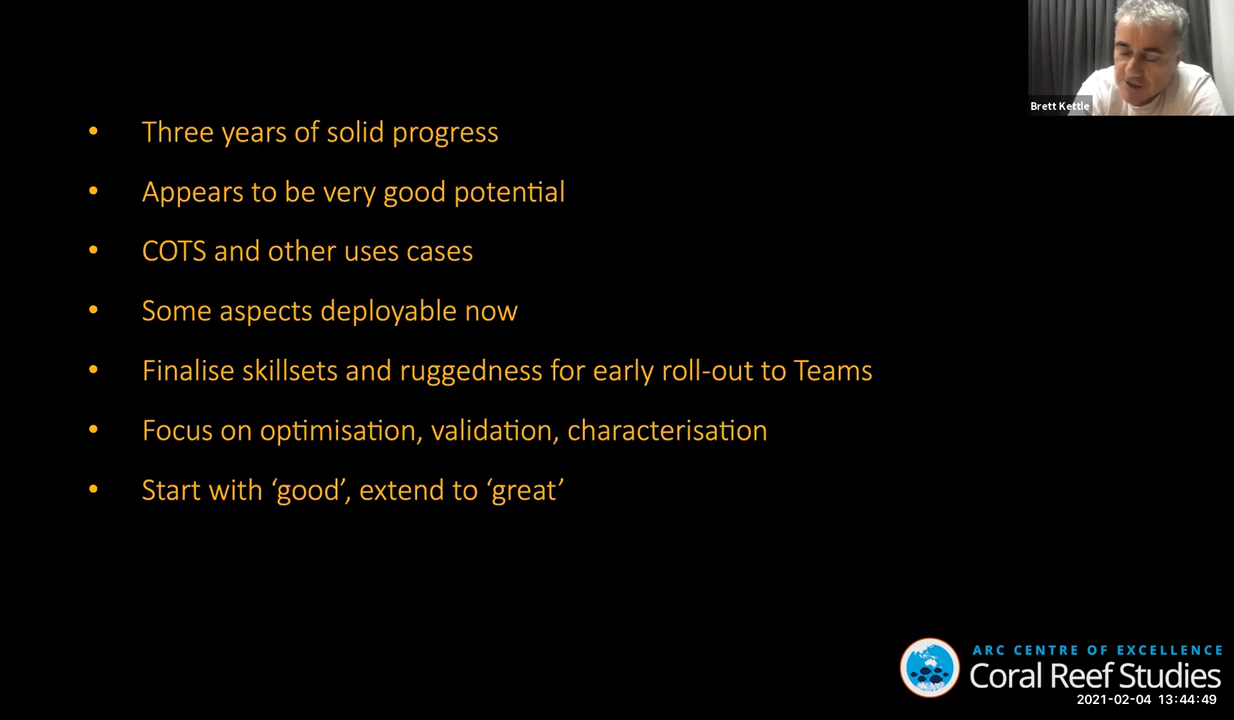 Brett Kettle
• Three years of solid progress
• Appears to be very good potential
• COTS and other uses cases
• Some aspects deployable now
• Finalise skillsets and ruggedness for early roll-out to Teams
• Focus on optimisation, validation, characterisation
• Start with ‘good’, extend to ‘great’
ARC CENTRE OF EXCELLENCE
Coral Reef Studies
2021-02-04 13:44:49